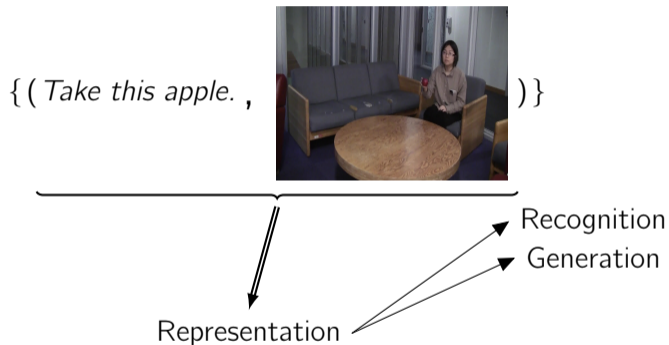 {( Take this apple. , )}
Recognition
Generation
Representation